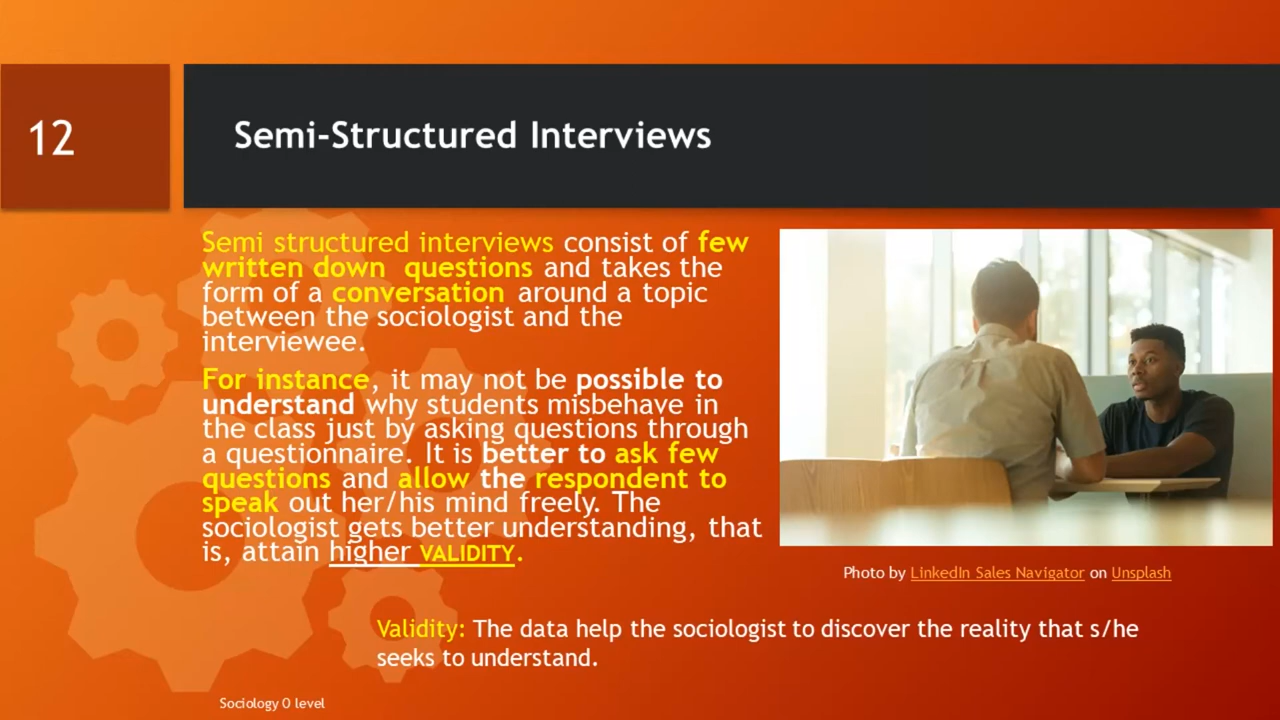 12
Semi-Structured Interviews
Semi structured interviews consist of few
written down questions and takes the
form of a conversation around a topic
between the sociologist and the
interviewee.
For instance, it may not be possible to
understand why students misbehave in
the class just by asking questions through
a questionnaire. It is better to ask few
questions and allow the respondent to
speak out her/his mind freely. The
sociologist gets better understanding, that
is, attain higher VALIDITY.
Photo by LinkedIn Sales Navigator on Unsplash
Validity: The data help the sociologist to discover the reality that s/he
seeks to understand.
Sociology O level